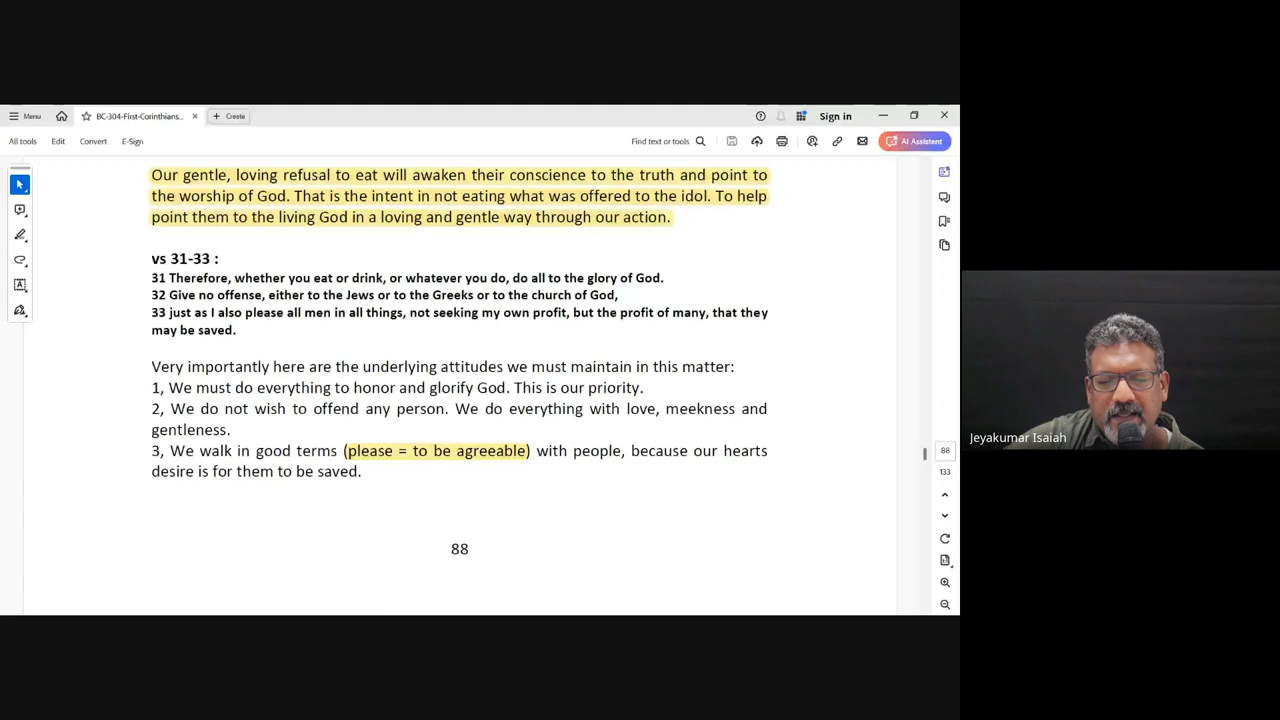 Menu
BC-304-First-Corinthians...
Create
Sign in
All tools Edit Convert E-Sign
Find text or tools
AI Assistant
Our gentle, loving refusal to eat will awaken their conscience to the truth and point to
the worship of God. That is the intent in not eating what was offered to the idol. To help
point them to the living God in a loving and gentle way through our action.
vs 31-33 :
31 Therefore, whether you eat or drink, or whatever you do, do all to the glory of God.
32 Give no offense, either to the Jews or to the Greeks or to the church of God,
33 just as I also please all men in all things, not seeking my own profit, but the profit of many, that they
may be saved.
Very importantly here are the underlying attitudes we must maintain in this matter:
1, We must do everything to honor and glorify God. This is our priority.
2, We do not wish to offend any person. We do everything with love, meekness and
gentleness.
3, We walk in good terms (please = to be agreeable) with people, because our hearts
desire is for them to be saved.
88
88
133
Jeyakumar Isaiah